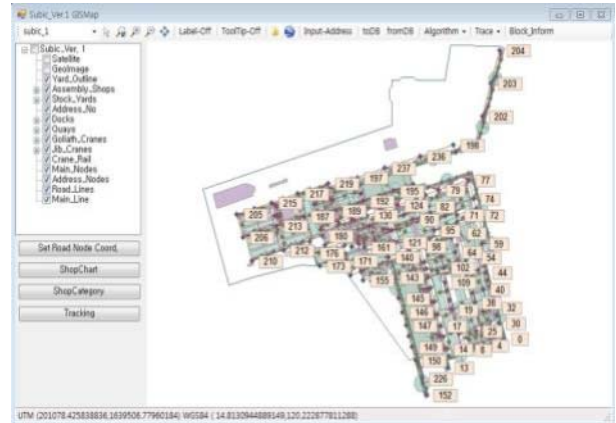 Subic_Ver.1 GISMap
subic_1 Label-Off ToolTip-Off Input-Address toDB fromDB Algorithm Trace Block_Inform
Subic_Ver, 1
Satellite
GeoImage
Yard_Outline
Assembly_Shops
Stock_Yards
Address_No
Docks
Quays
Goliath_Cranes
Jib_Cranes
Crane_Rail
Main_Nodes
Address_Nodes
Road_Lines
Main_Line
Set Road Node Coord,
ShopChart
ShopCategory
Tracking
204
203
202
198
236
237
197
219
217
215
205
195
79
77
192
124
82
74
189
187
130
90
71
72
213
206
190
95
62
121
98
59
212
176
161
64
54
210
173
171
140
102
44
155
143
109
40
145
38
32
146
19
147
17
25
30
149
14
8
4
0
150
13
226
152
UTM (201078.425838836,1639506.77960184) WGS84 ( 14.8130944889149,120.222877811288)